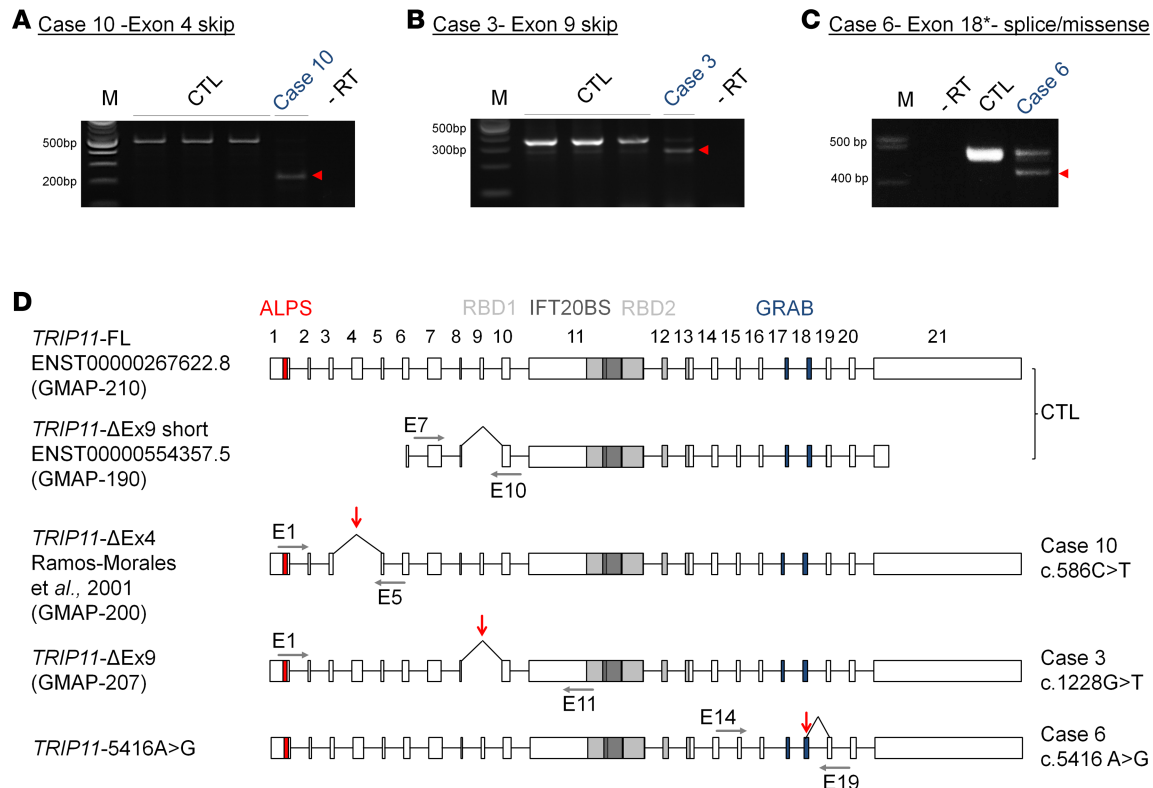 A Case 10 -Exon 4 skip
M CTL Case 10 - RT
500bp
200bp
B Case 3- Exon 9 skip
M CTL Case 3 - RT
500bp
300bp
C Case 6- Exon 18*- splice/missense
M - RT CTL Case 6
500 bp
400 bp
D
ALPS RBD1 IFT20BS RBD2 GRAB
1 2 3 4 5 6 7 8 9 10 11 12 13 14 15 16 17 18 19 20 21
TRIP11-FL
ENST00000267622.8
(GMAP-210)
CTL
TRIP11-ΔEx9 short
ENST00000554357.5
(GMAP-190)
E7
E10
TRIP11-ΔEx4
Ramos-Morales
et al., 2001
(GMAP-200)
E1
E5
Case 10
c.586C>T
TRIP11-ΔEx9
(GMAP-207)
E1
E11
Case 3
c.1228G>T
TRIP11-5416A>G
E14
E19
Case 6
c.5416 A>G